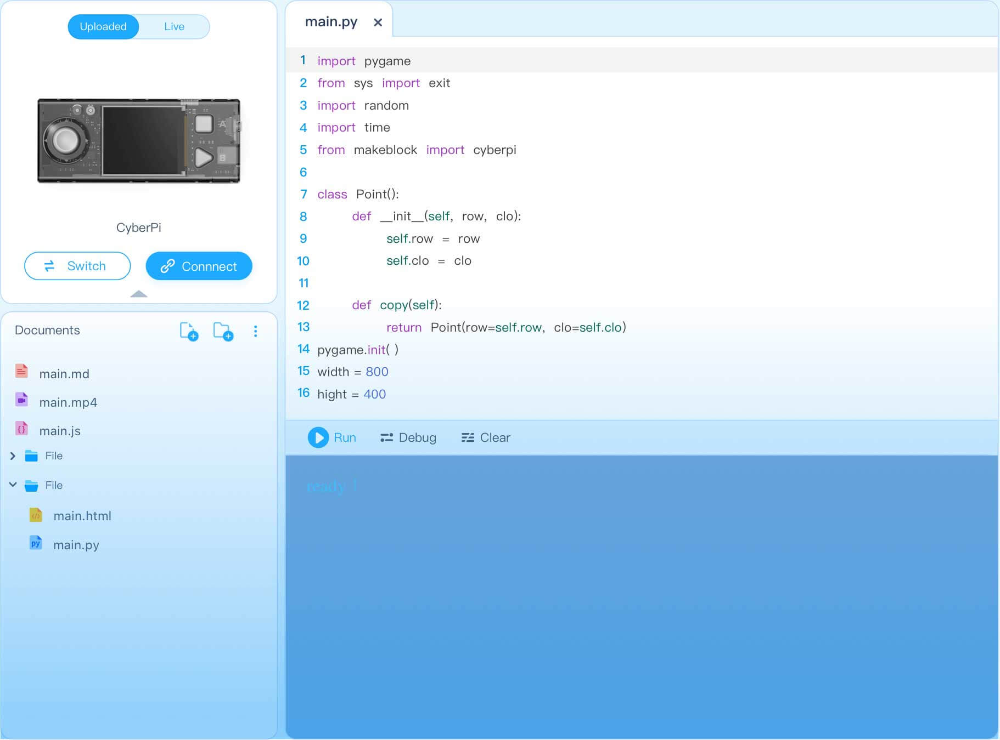 Uploaded Live
A
B
CyberPi
Switch Connnect
Documents
main.md
main.mp4
main.js
File
File
main.html
py main.py
main.py
1 import pygame
2 from sys import exit
3 import random
4 import time
5 from makeblock import cyberpi
6
7 class Point():
8 def __init__(self, row, clo):
9 self.row = row
10 self.clo = clo
11
12 def copy(self):
13 return Point(row=self.row, clo=self.clo)
14 pygame.init( )
15 width = 800
16 hight = 400
Run Debug Clear
ready !